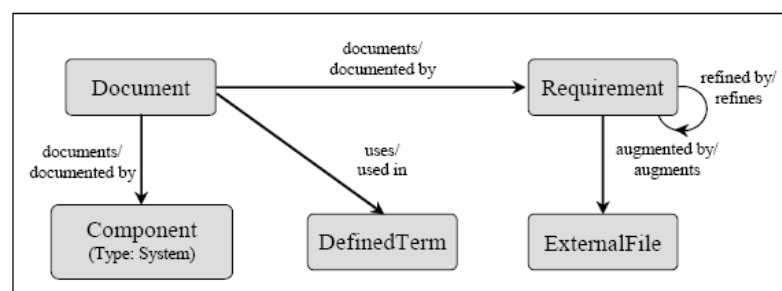 documents/
documented by
Document
Requirement
refined by/
refines
documents/
documented by
uses/
used in
augmented by/
augments
Component
(Type: System)
DefinedTerm
ExternalFile